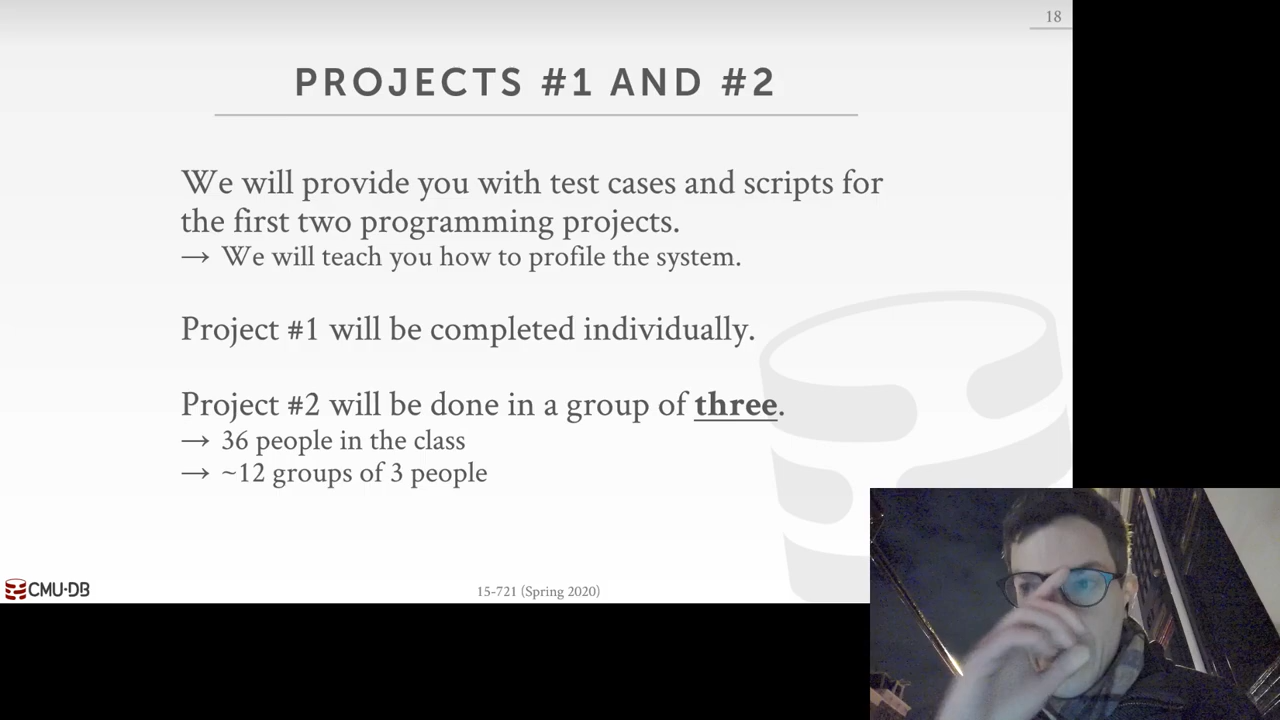 18
PROJECTS #1 AND #2
We will provide you with test cases and scripts for
the first two programming projects.
→ We will teach you how to profile the system.
Project #1 will be completed individually.
Project #2 will be done in a group of three.
→ 36 people in the class
→ ~12 groups of 3 people
CMU·DB
15-721 (Spring 2020)